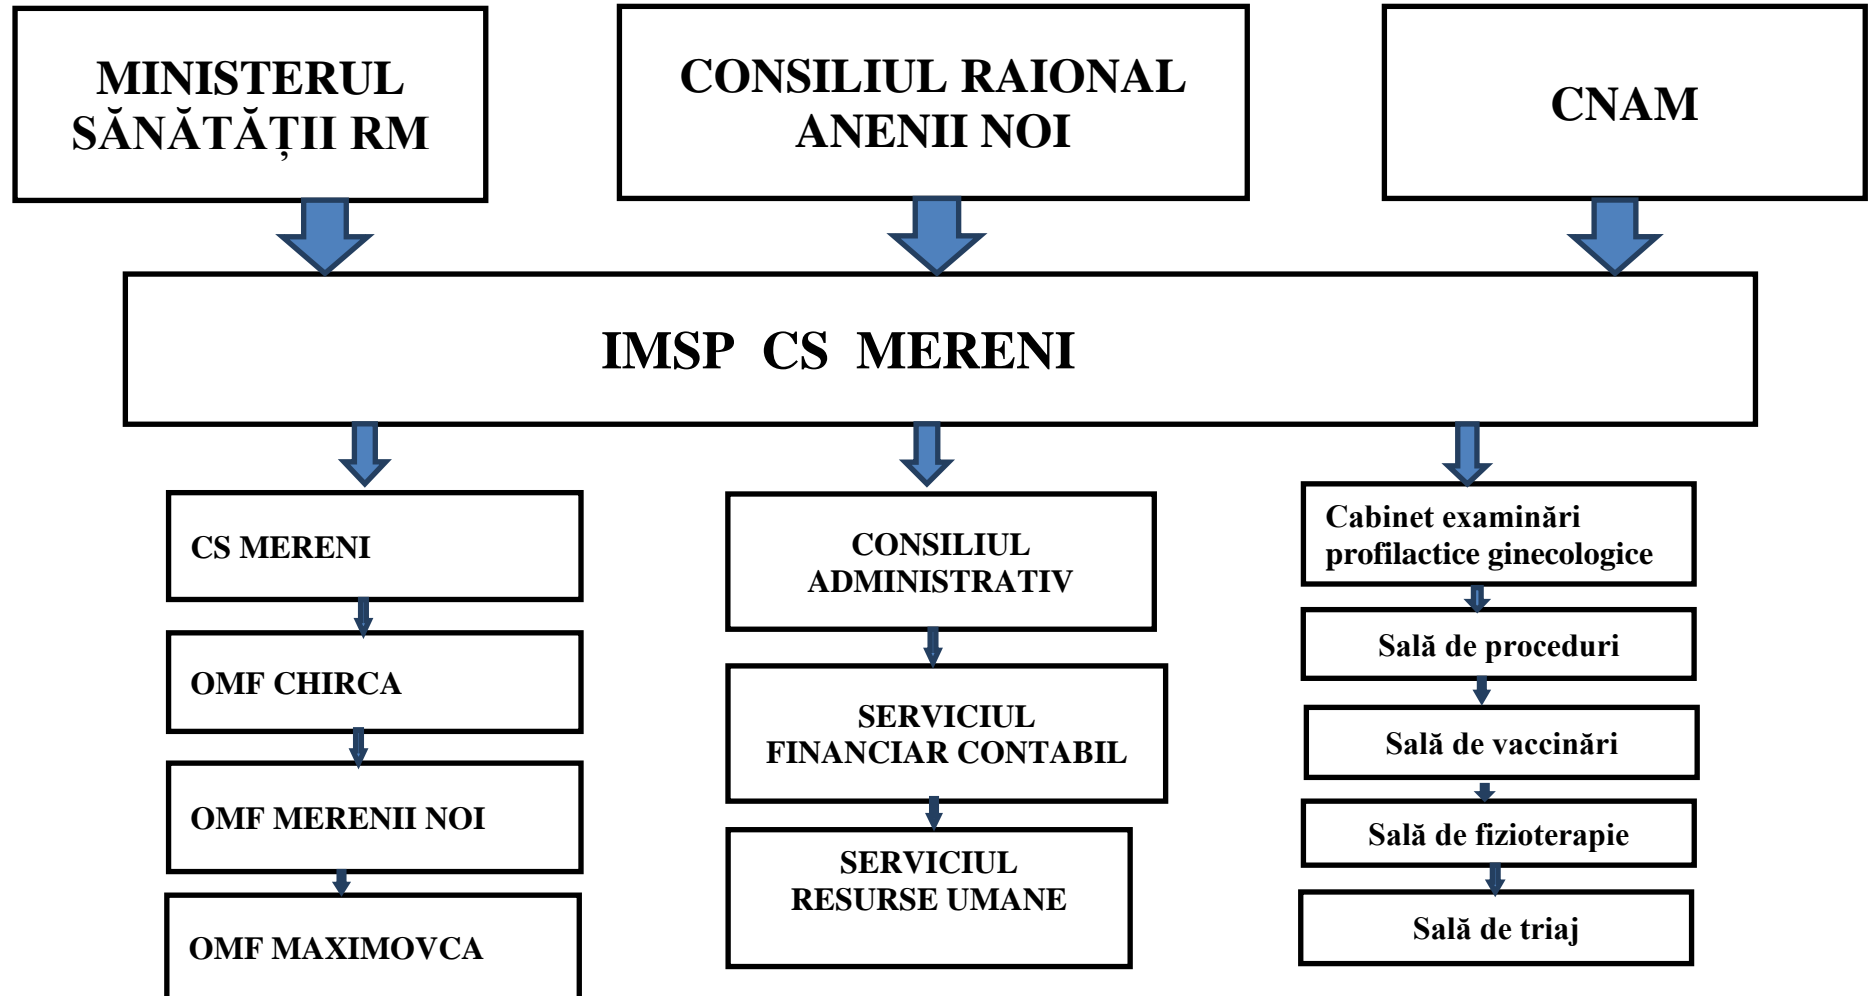 MINISTERUL
SĂNĂTĂȚII RM
CONSILIUL RAIONAL
ANENII NOI
CNAM
IMSP CS MERENI
CS MERENI
OMF CHIRCA
OMF MERENII NOI
OMF MAXIMOVCA
CONSILIUL
ADMINISTRATIV
SERVICIUL
FINANCIAR CONTABIL
SERVICIUL
RESURSE UMANE
Cabinet examinări
profilactice ginecologice
Sală de proceduri
Sală de vaccinări
Sală de fizioterapie
Sală de triaj